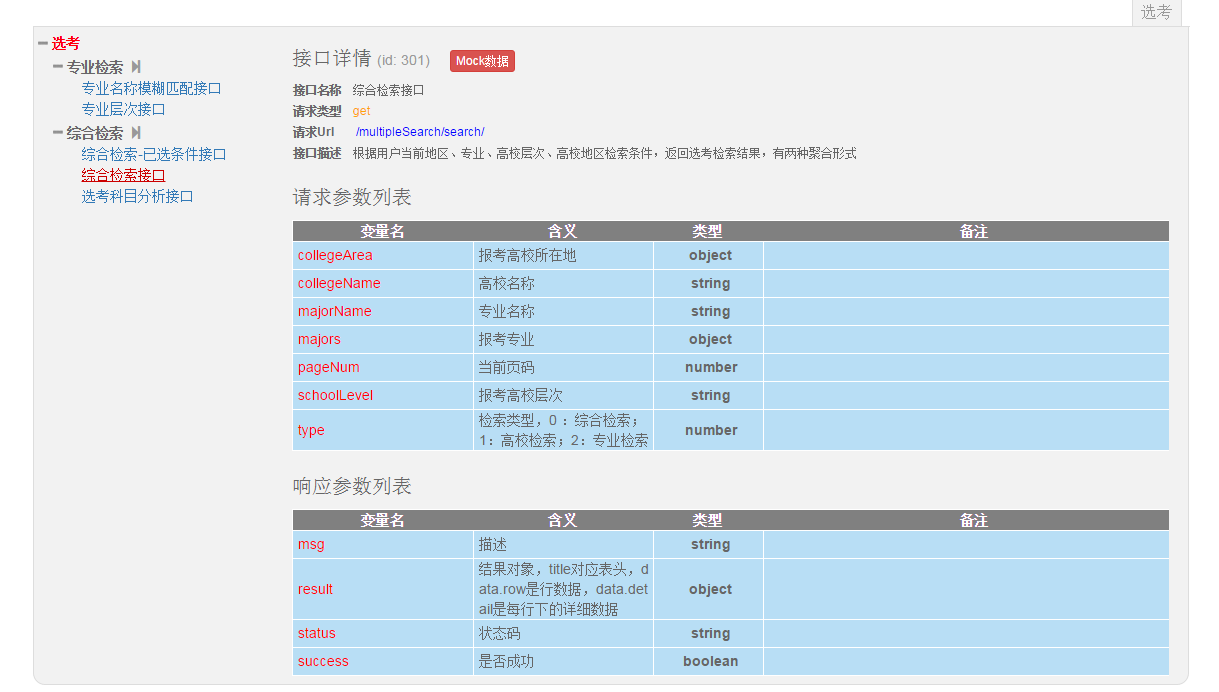 选考
选考
专业检索
专业名称模糊匹配接口
专业层次接口
综合检索
综合检索-已选条件接口
综合检索接口
选考科目分析接口
接口详情 (id: 301) Mock数据
接口名称 综合检索接口
请求类型 get
请求Url /multipleSearch/search/
接口描述 根据用户当前地区、专业、高校层次、高校地区检索条件，返回选考检索结果，有两种聚合形式
请求参数列表
变量名 含义 类型 备注
collegeArea 报考高校所在地 object
collegeName 高校名称 string
majorName 专业名称 string
majors 报考专业 object
pageNum 当前页码 number
schoolLevel 报考高校层次 string
type 检索类型，0 ：综合检索；
1：高校检索；2：专业检索 number
响应参数列表
变量名 含义 类型 备注
msg 描述 string
result 结果对象，title对应表头，d
ata.row是行数据，data.det
ail是每行下的详细数据 object
status 状态码 string
success 是否成功 boolean